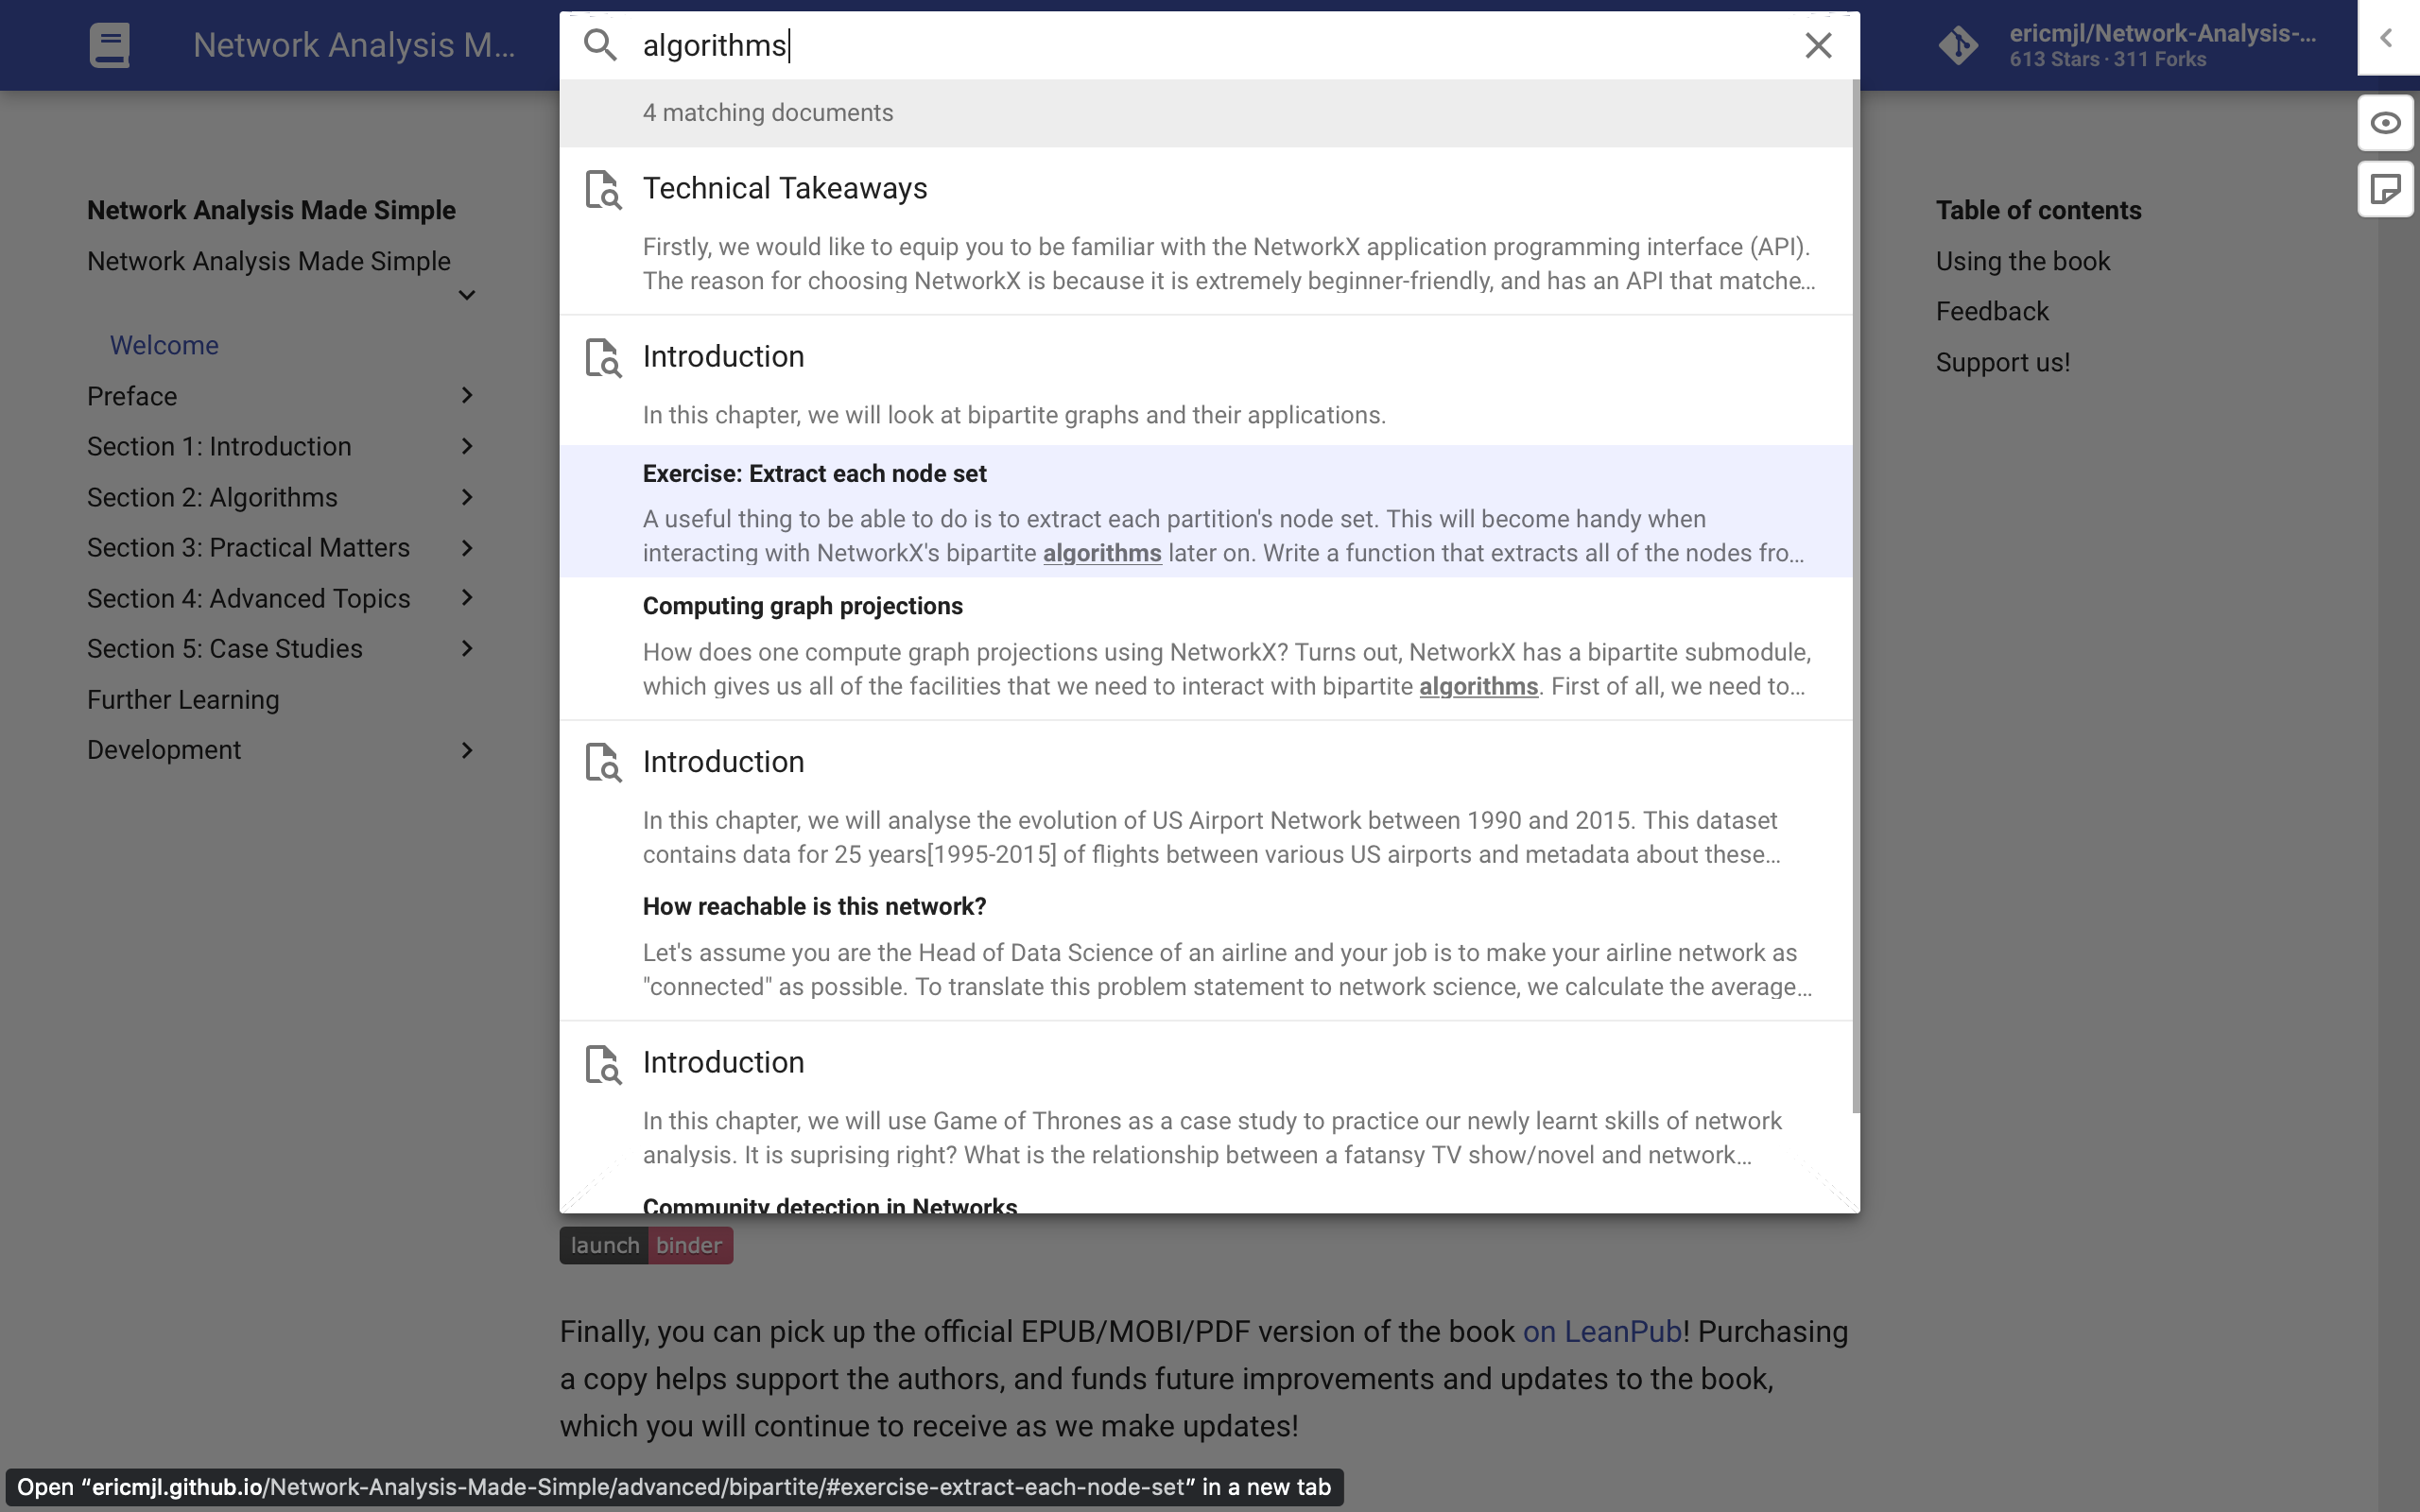 Network Analysis M...
algorithms
ericmjl/Network-Analysis-...
613 Stars · 311 Forks
4 matching documents
Technical Takeaways
Firstly, we would like to equip you to be familiar with the NetworkX application programming interface (API).
The reason for choosing NetworkX is because it is extremely beginner-friendly, and has an API that matche...
Introduction
In this chapter, we will look at bipartite graphs and their applications.
Exercise: Extract each node set
A useful thing to be able to do is to extract each partition's node set. This will become handy when
interacting with NetworkX's bipartite algorithms later on. Write a function that extracts all of the nodes fro...
Computing graph projections
How does one compute graph projections using NetworkX? Turns out, NetworkX has a bipartite submodule,
which gives us all of the facilities that we need to interact with bipartite algorithms. First of all, we need to...
Introduction
In this chapter, we will analyse the evolution of US Airport Network between 1990 and 2015. This dataset
contains data for 25 years[1995-2015] of flights between various US airports and metadata about these...
How reachable is this network?
Let's assume you are the Head of Data Science of an airline and your job is to make your airline network as
"connected" as possible. To translate this problem statement to network science, we calculate the average...
Introduction
In this chapter, we will use Game of Thrones as a case study to practice our newly learnt skills of network
analysis. It is suprising right? What is the relationship between a fatansy TV show/novel and network...
Community detection in Networks
Network Analysis Made Simple
Network Analysis Made Simple
Welcome
Preface
Section 1: Introduction
Section 2: Algorithms
Section 3: Practical Matters
Section 4: Advanced Topics
Section 5: Case Studies
Further Learning
Development
Table of contents
Using the book
Feedback
Support us!
launch binder
Finally, you can pick up the official EPUB/MOBI/PDF version of the book on LeanPub! Purchasing
a copy helps support the authors, and funds future improvements and updates to the book,
which you will continue to receive as we make updates!
Open “ericmjl.github.io/Network-Analysis-Made-Simple/advanced/bipartite/#exercise-extract-each-node-set” in a new tab